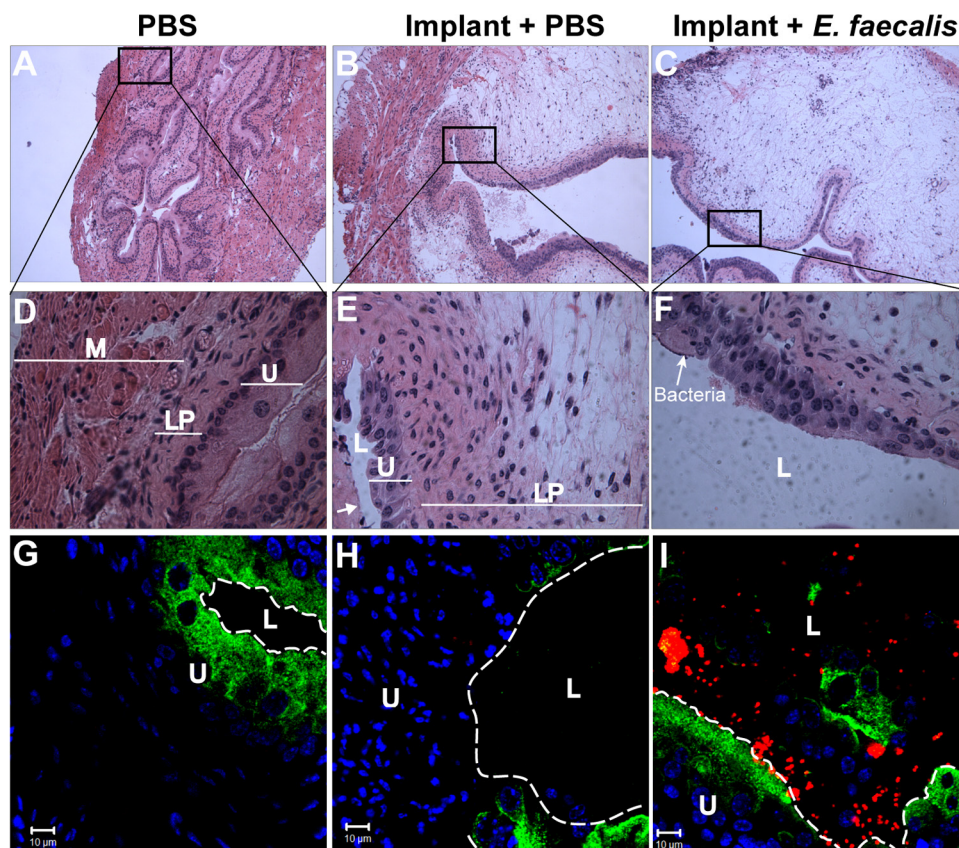 PBS Implant + PBS Implant + E. faecalis
A B C
D E F
M
U
LP
L
U
LP
Bacteria
L
G H I
L
U
U
L
L
U
10 µm 10 µm 10 µm